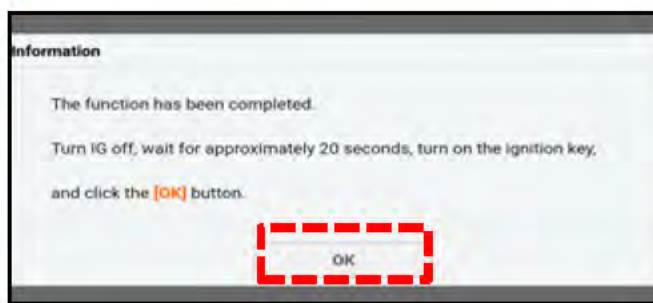 Information
The function has been completed.
Turn IG off, wait for approximately 20 seconds, turn on the ignition key,
and click the [OK] button.
OK